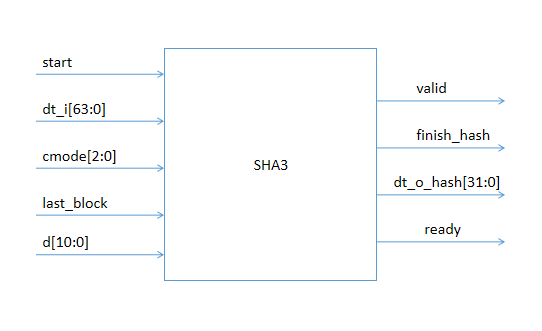 start
dt_i[63:0]
cmode[2:0]
last_block
d[10:0]
SHA3
valid
finish_hash
dt_o_hash[31:0]
ready